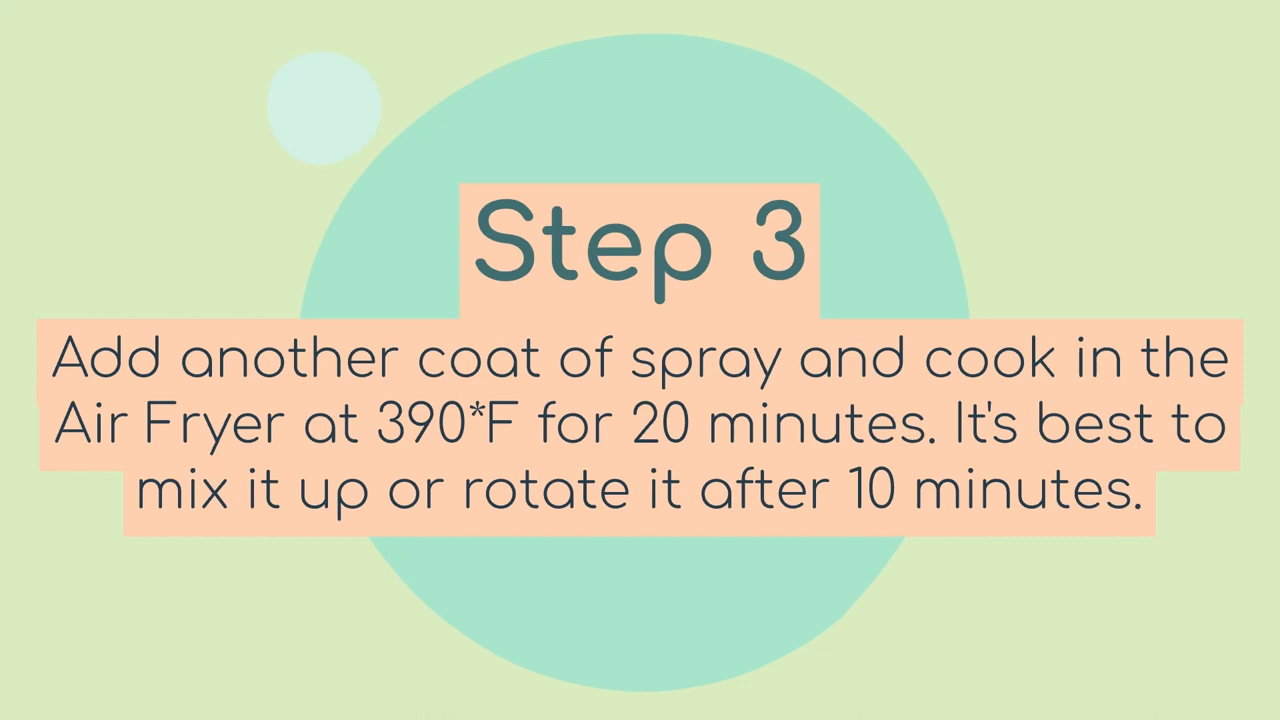 Step 3
Add another coat of spray and cook in the
Air Fryer at 390*F for 20 minutes. It's best to
mix it up or rotate it after 10 minutes.